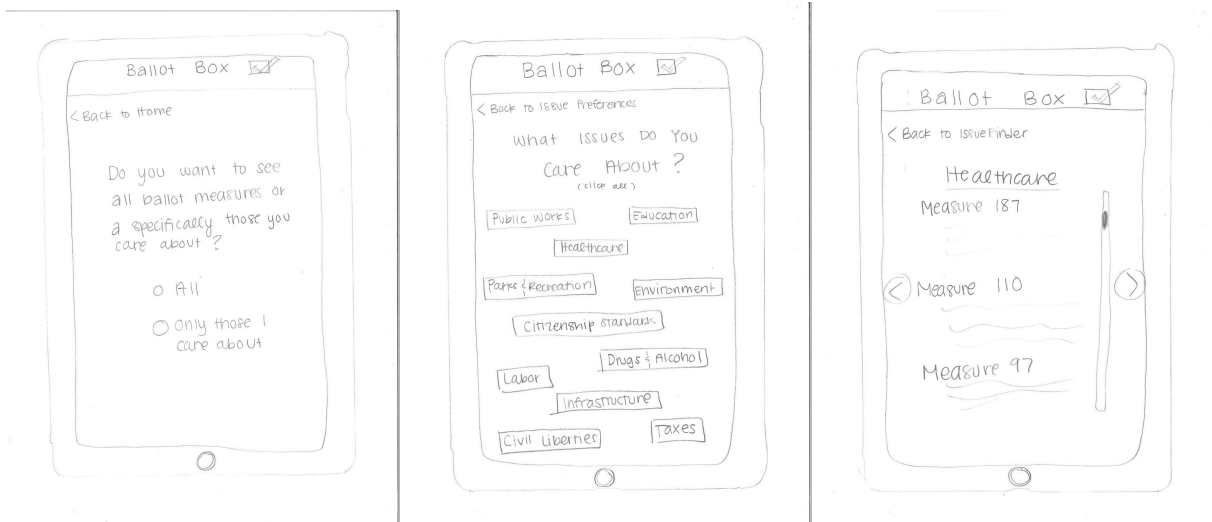 Ballot Box
< Back to Home
Do you want to see
all ballot measures or
a specifically those you
care about ?
All
Only those I
care about
Ballot Box
< Back to Issue Preferences
What Issues Do You
Care About ?
(click all)
Public Works
Education
Healthcare
Parks & Recreation
Environment
Citizenship Standards
Drugs & Alcohol
Labor
Infrastructure
Civil Liberties
Taxes
Ballot Box
< Back to Issue Finder
Healthcare
Measure 187
< Measure 110 >
Measure 97